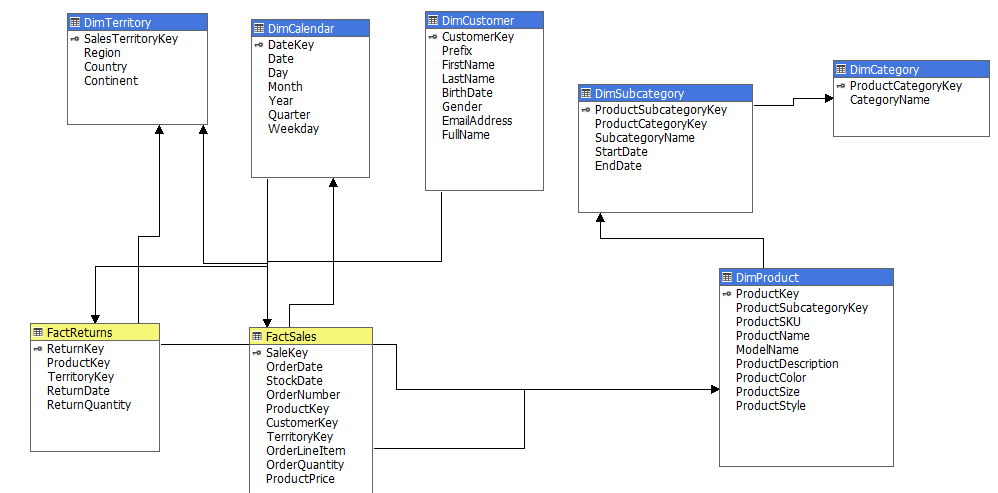 DimTerritory
SalesTerritoryKey
Region
Country
Continent
DimCalendar
DateKey
Date
Day
Month
Year
Quarter
Weekday
DimCustomer
CustomerKey
Prefix
FirstName
LastName
BirthDate
Gender
EmailAddress
FullName
DimSubcategory
ProductSubcategoryKey
ProductCategoryKey
SubcategoryName
StartDate
EndDate
DimCategory
ProductCategoryKey
CategoryName
FactReturns
ReturnKey
ProductKey
TerritoryKey
ReturnDate
ReturnQuantity
FactSales
SaleKey
OrderDate
StockDate
OrderNumber
ProductKey
CustomerKey
TerritoryKey
OrderLineItem
OrderQuantity
ProductPrice
DimProduct
ProductKey
ProductSubcategoryKey
ProductSKU
ProductName
ModelName
ProductDescription
ProductColor
ProductSize
ProductStyle